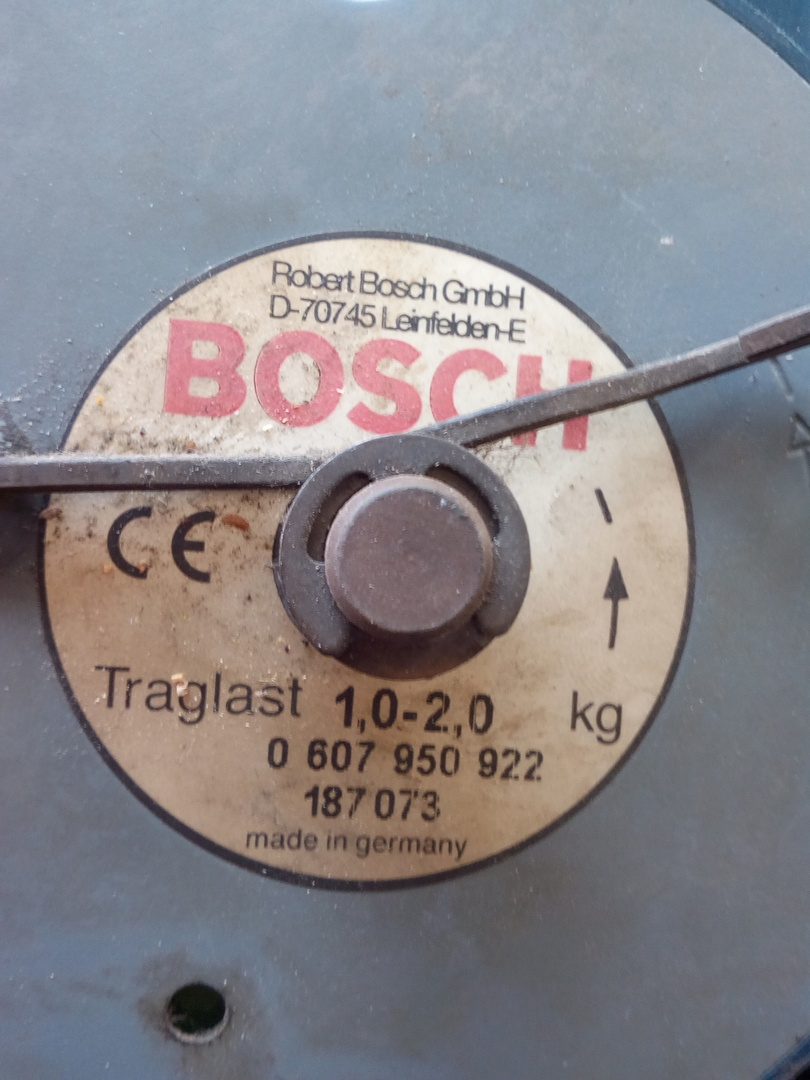 Robert Bosch GmbH
D-70745 Leinfelden-E
BOSCH
CE
Traglast 1,0-2,0 kg
0 607 950 922
187 073
made in germany